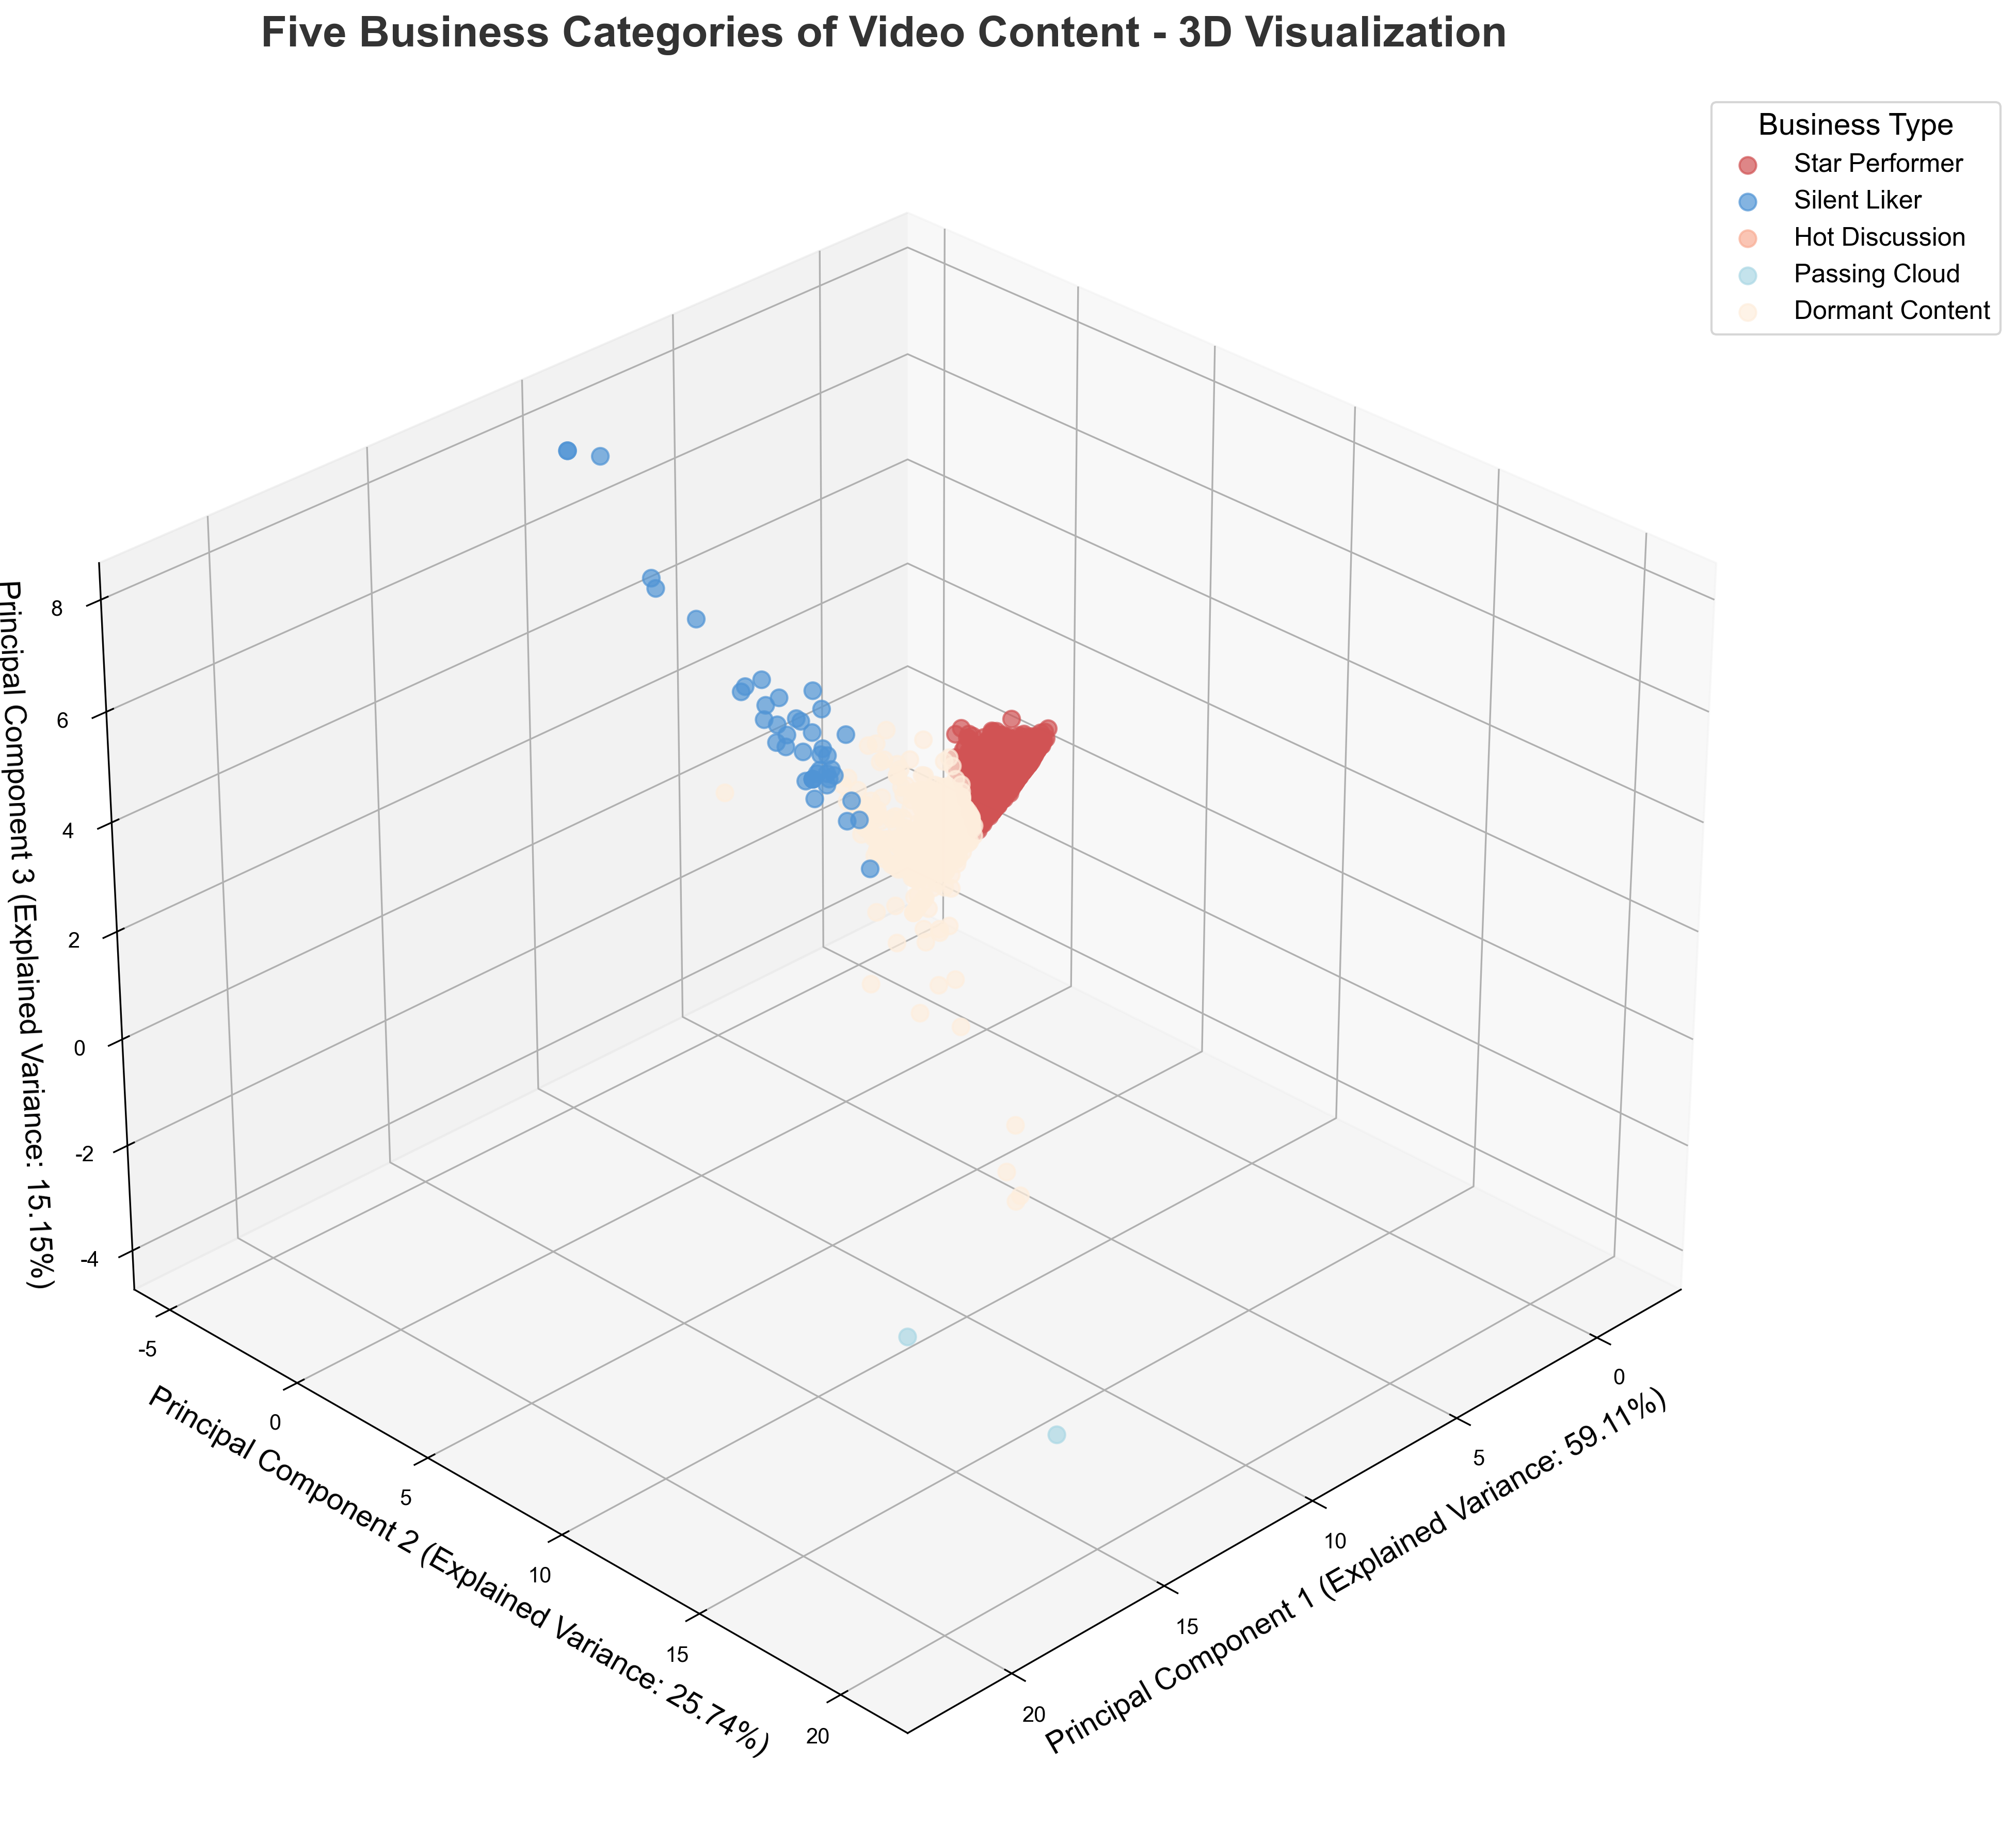 Five Business Categories of Video Content - 3D Visualization
Business Type
Star Performer
Silent Liker
Hot Discussion
Passing Cloud
Dormant Content
Principal Component 3 (Explained Variance: 15.15%)
8
6
4
2
0
-2
-4
Principal Component 2 (Explained Variance: 25.74%)
-5
0
5
10
15
20
Principal Component 1 (Explained Variance: 59.11%)
0
5
10
15
20